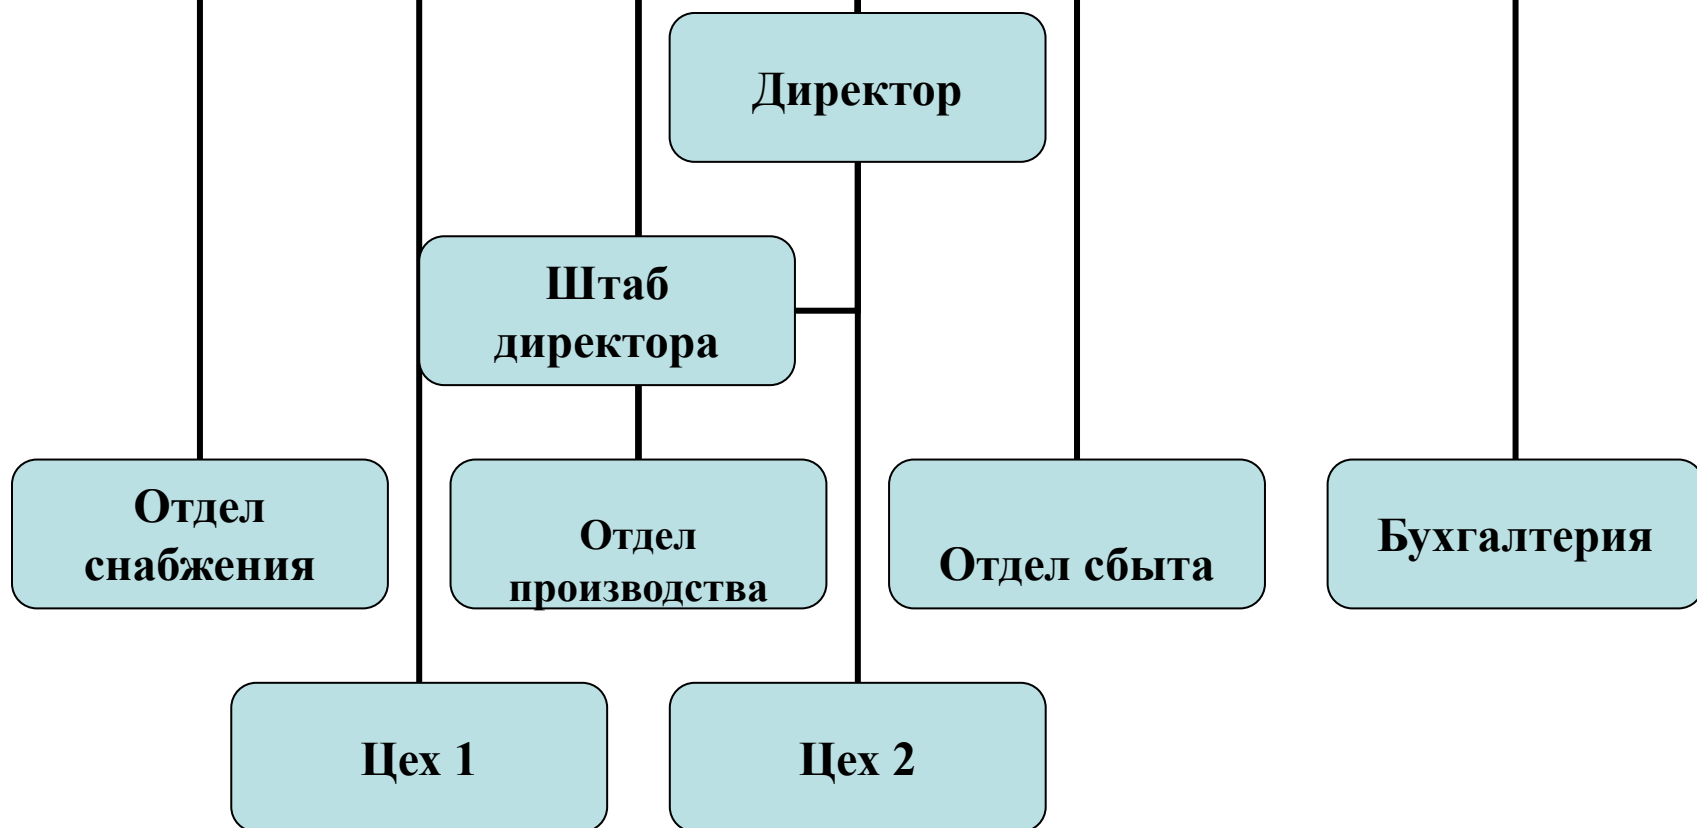 Директор
Штаб
директора
Отдел
снабжения
Отдел
производства
Отдел сбыта
Бухгалтерия
Цех 1
Цех 2